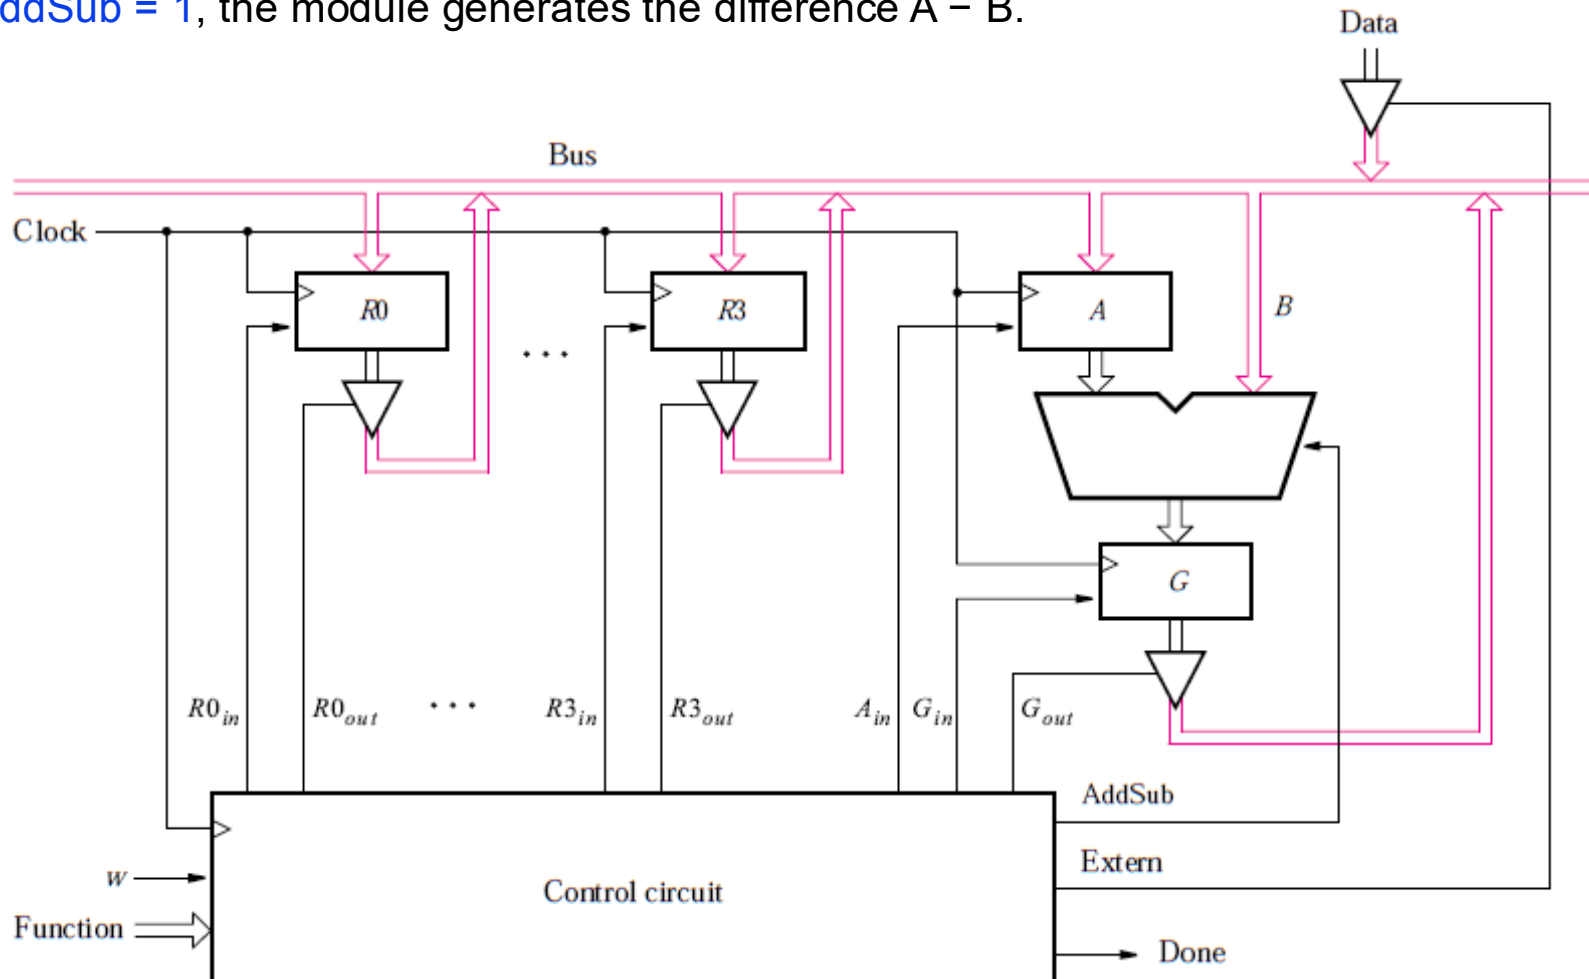 ddSub = 1, the module generates the difference A − B.
Data
Bus
Clock
R0
R3
A
B
. . .
G
R0in
R0out
. . .
R3in
R3out
Ain
Gin
Gout
AddSub
Extern
w
Control circuit
Function
Done